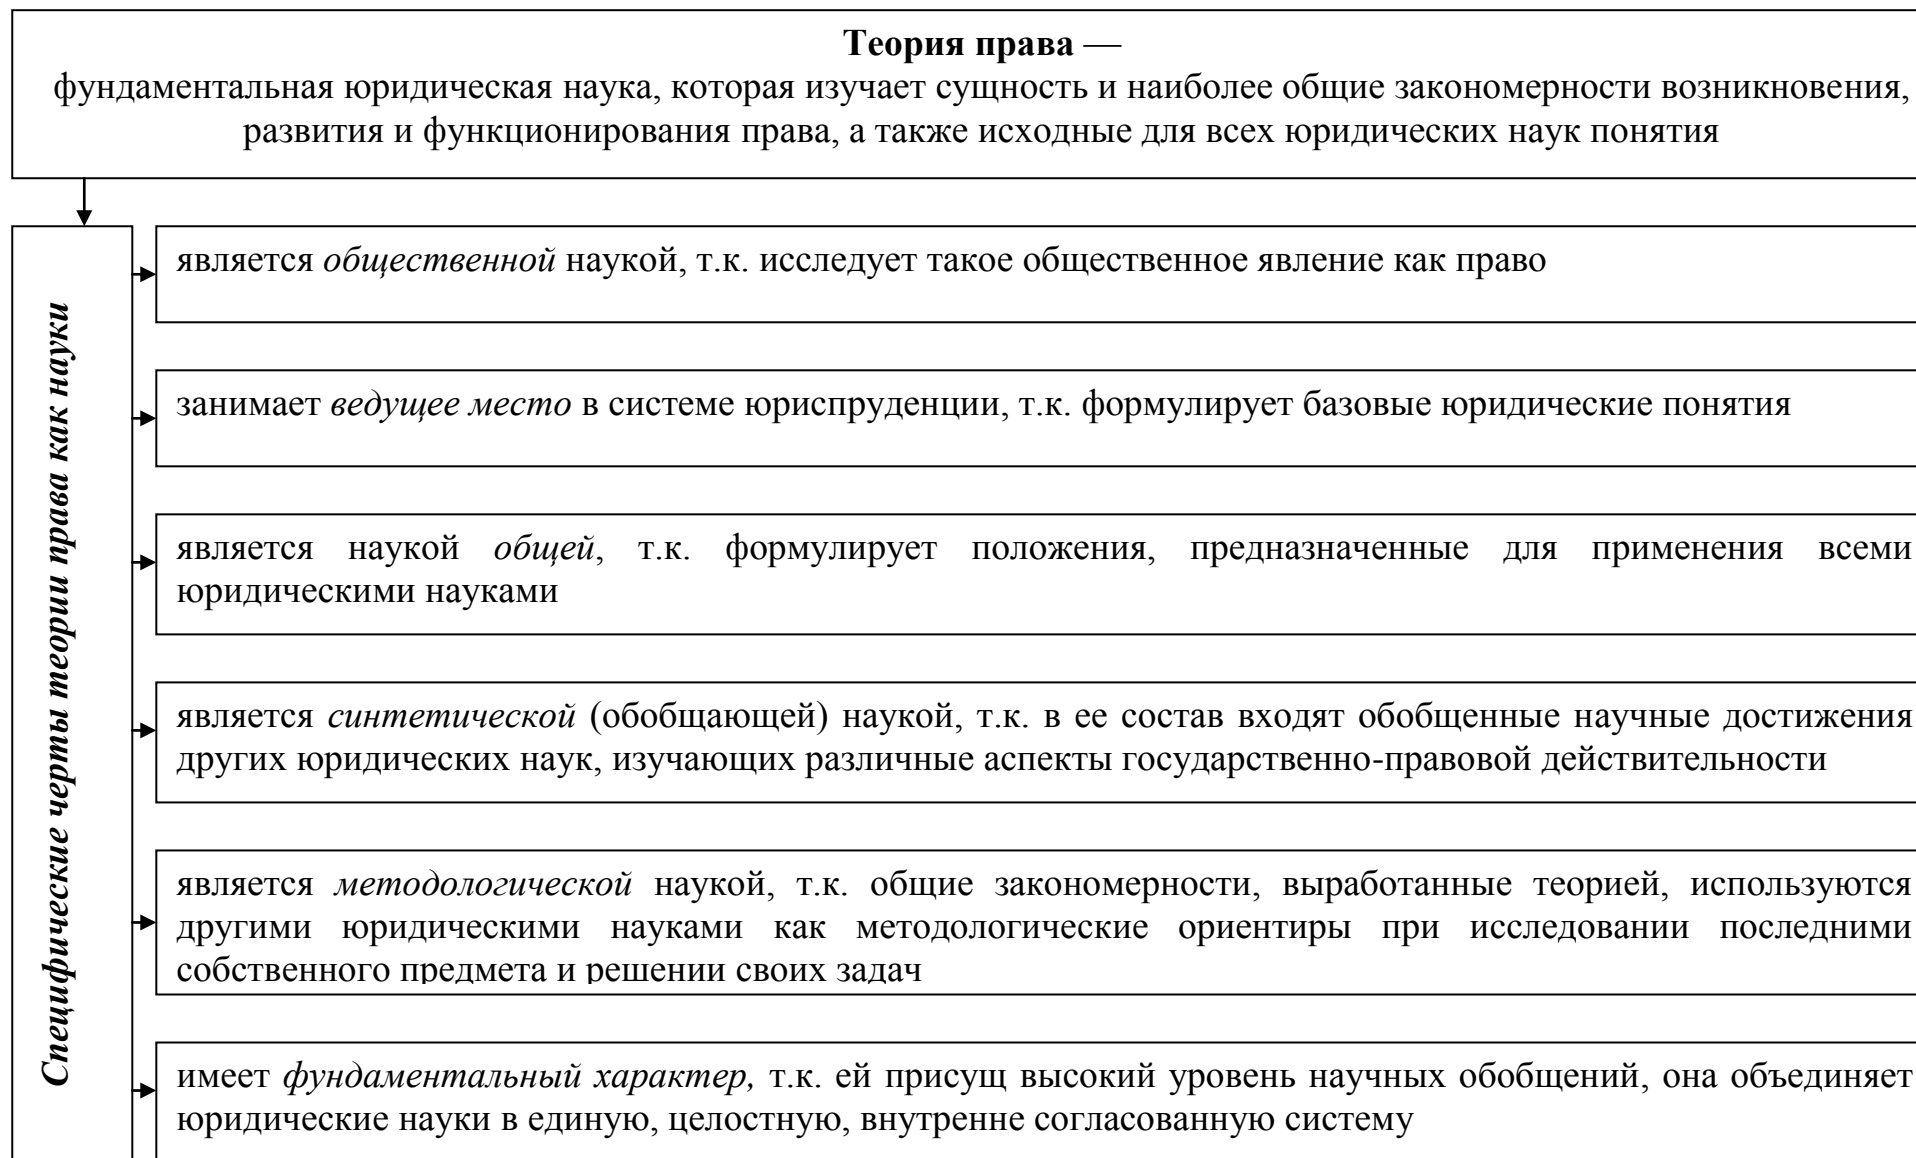 Теория права —
фундаментальная юридическая наука, которая изучает сущность и наиболее общие закономерности возникновения,
развития и функционирования права, а также исходные для всех юридических наук понятия
Специфические черты теории права как науки
является общественной наукой, т.к. исследует такое общественное явление как право
занимает ведущее место в системе юриспруденции, т.к. формулирует базовые юридические понятия
является наукой общей, т.к. формулирует положения, предназначенные для применения всеми
юридическими науками
является синтетической (обобщающей) наукой, т.к. в ее состав входят обобщенные научные достижения
других юридических наук, изучающих различные аспекты государственно-правовой действительности
является методологической наукой, т.к. общие закономерности, выработанные теорией, используются
другими юридическими науками как методологические ориентиры при исследовании последними
собственного предмета и решении своих задач
имеет фундаментальный характер, т.к. ей присущ высокий уровень научных обобщений, она объединяет
юридические науки в единую, целостную, внутренне согласованную систему